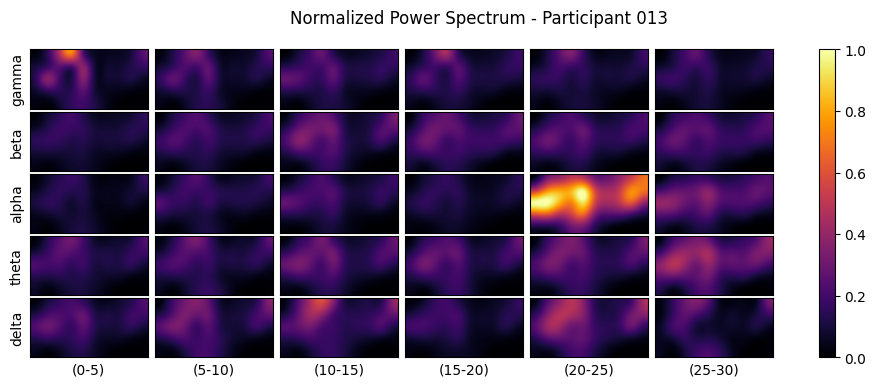 Normalized Power Spectrum - Participant 013
gamma
beta
alpha
theta
delta
(0-5)
(5-10)
(10-15)
(15-20)
(20-25)
(25-30)
1.0
0.8
0.6
0.4
0.2
0.0